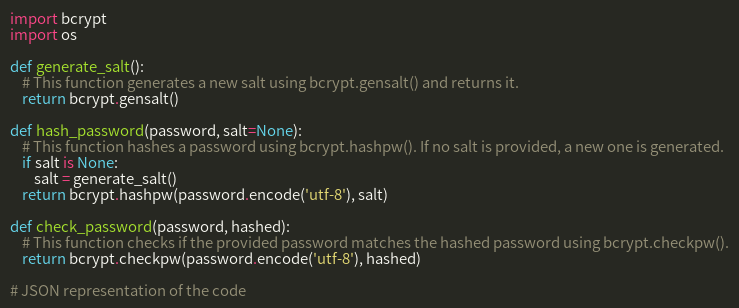 import bcrypt
import os

def generate_salt():
    # This function generates a new salt using bcrypt.gensalt() and returns it.
    return bcrypt.gensalt()

def hash_password(password, salt=None):
    # This function hashes a password using bcrypt.hashpw(). If no salt is provided, a new one is generated.
    if salt is None:
        salt = generate_salt()
    return bcrypt.hashpw(password.encode('utf-8'), salt)

def check_password(password, hashed):
    # This function checks if the provided password matches the hashed password using bcrypt.checkpw().
    return bcrypt.checkpw(password.encode('utf-8'), hashed)

# JSON representation of the code